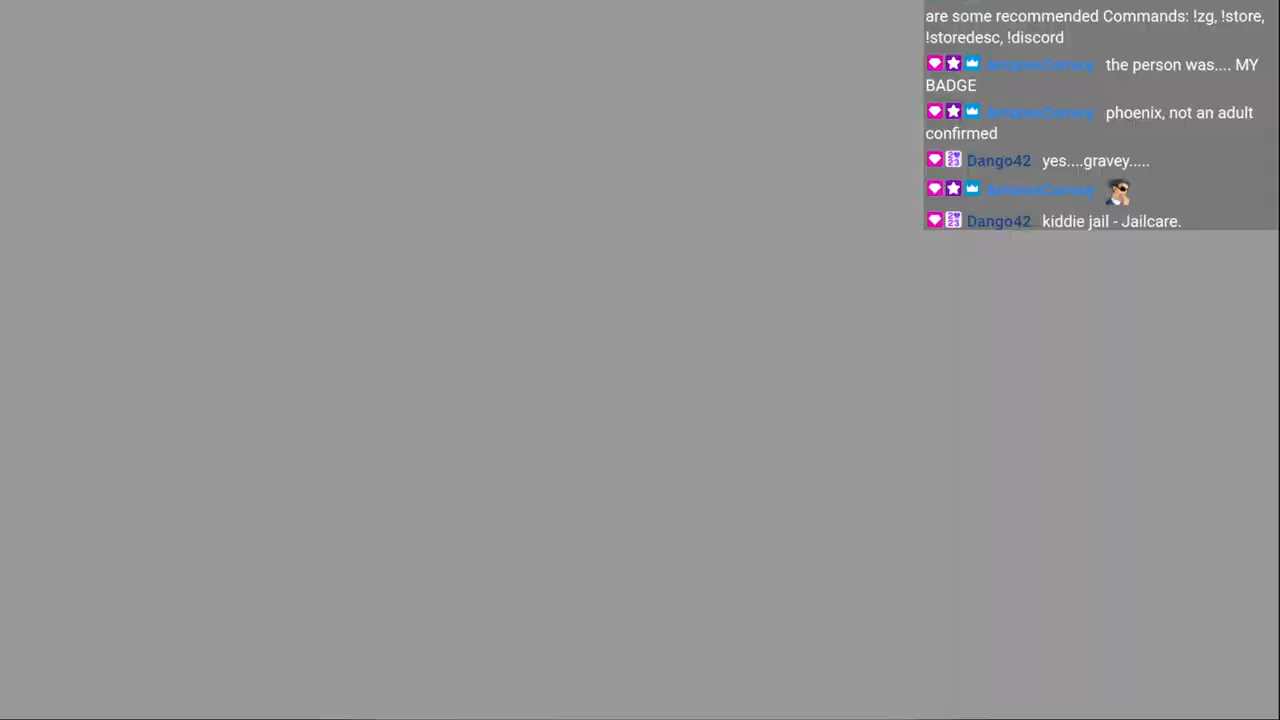 are some recommended Commands: !zg, !store,
!storedesc, !discord
the person was.... MY
BADGE
phoenix, not an adult
confirmed
Dango42 yes....gravey.....
Dango42 kiddie jail - Jailcare.